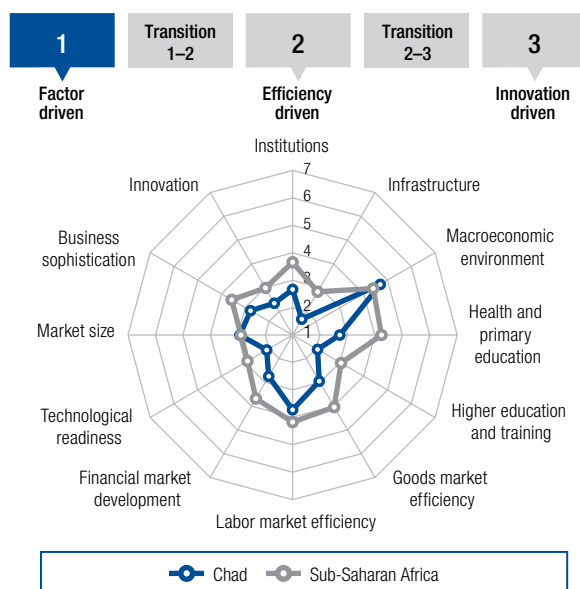 1
Transition
1–2
2
Transition
2–3
3
Factor
driven
Efficiency
driven
Innovation
driven
Institutions
7
6
5
4
3
2
1
Innovation
Infrastructure
Business
sophistication
Macroeconomic
environment
Market size
Health and
primary
education
Technological
readiness
Higher education
and training
Financial market
development
Goods market
efficiency
Labor market efficiency
Chad
Sub-Saharan Africa